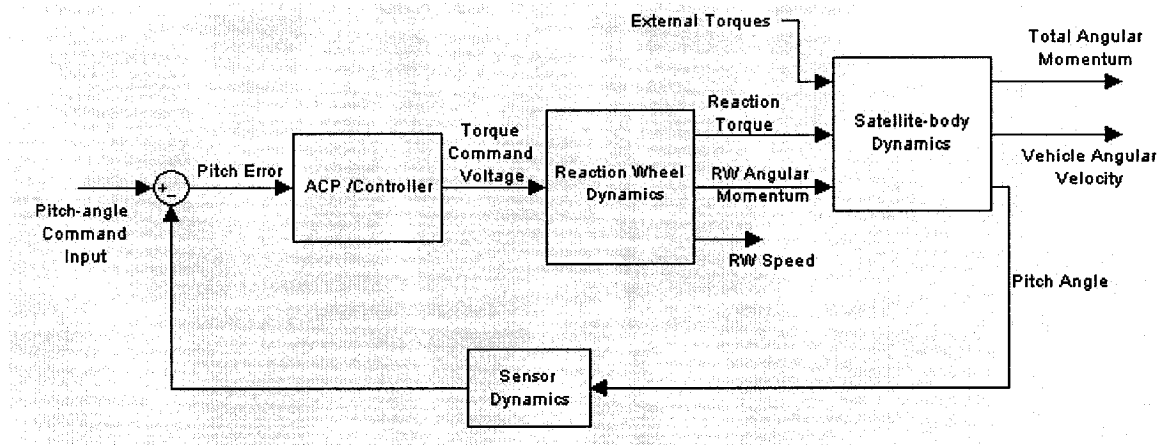 External Torques
Total Angular
Momentum
Reaction
Torque
Satellite-body
Dynamics
Torque
Command
Voltage
Vehicle Angular
Velocity
Pitch Error
ACP /Controller
Reaction Wheel
Dynamics
RW Angular
Momentum
+
−
Pitch-angle
Command
Input
RW Speed
Pitch Angle
Sensor
Dynamics